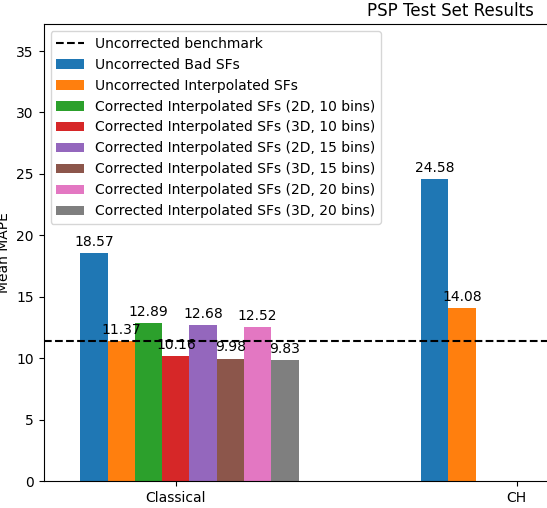 PSP Test Set Results
Uncorrected benchmark
Uncorrected Bad SFs
Uncorrected Interpolated SFs
Corrected Interpolated SFs (2D, 10 bins)
Corrected Interpolated SFs (3D, 10 bins)
Corrected Interpolated SFs (2D, 15 bins)
Corrected Interpolated SFs (3D, 15 bins)
Corrected Interpolated SFs (2D, 20 bins)
Corrected Interpolated SFs (3D, 20 bins)
Mean MAPE
35
30
25
20
15
10
5
0
18.57
11.37
12.89
10.16
12.68
9.98
12.52
9.83
24.58
14.08
Classical
CH